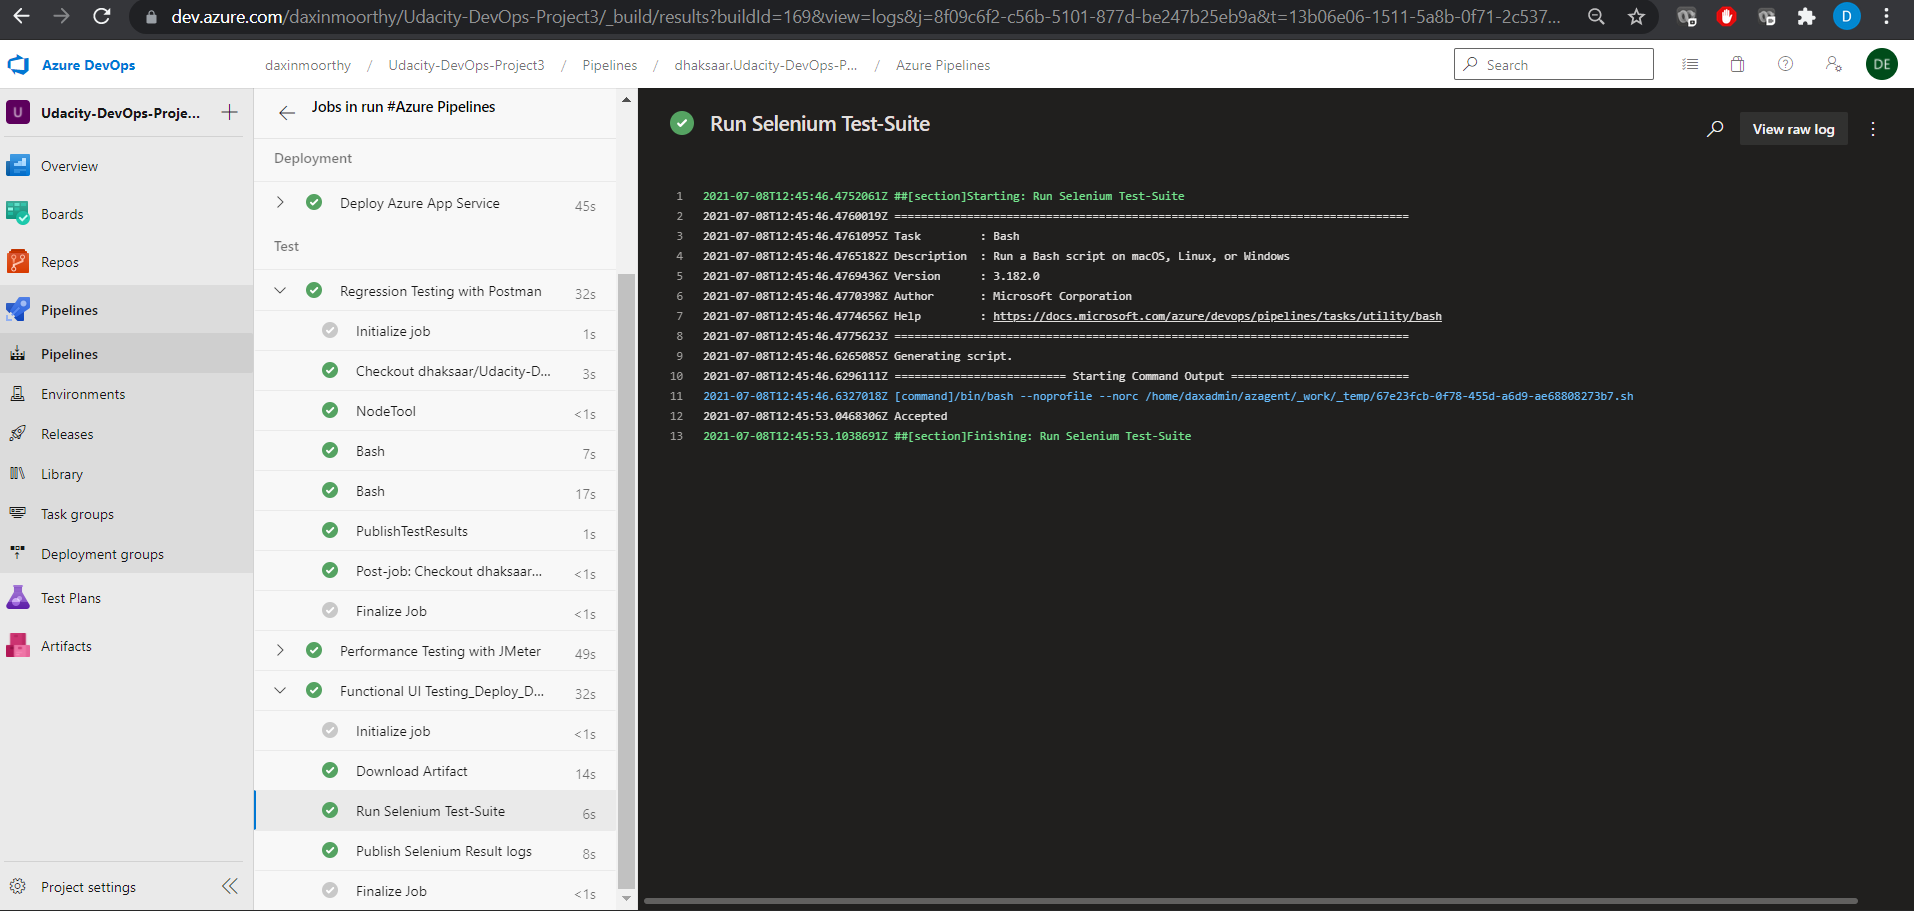 dev.azure.com/daxinmoorthy/Udacity-DevOps-Project3/_build/results?buildId=169&view=logs&j=8f09c6f2-c56b-5101-877d-be247b25eb9a&t=13b06e06-1511-5a8b-0f71-2c537...
D
Azure DevOps
daxinmoorthy / Udacity-DevOps-Project3 / Pipelines / dhaksaar.Udacity-DevOps-P... / Azure Pipelines
Search
DE
U Udacity-DevOps-Proje...
Overview
Boards
Repos
Pipelines
Pipelines
Environments
Releases
Library
Task groups
Deployment groups
Test Plans
Artifacts
Project settings
Jobs in run #Azure Pipelines
Deployment
Deploy Azure App Service 45s
Test
Regression Testing with Postman 32s
Initialize job 1s
Checkout dhaksaar/Udacity-D... 3s
NodeTool <1s
Bash 7s
Bash 17s
PublishTestResults 1s
Post-job: Checkout dhaksaar... <1s
Finalize Job <1s
Performance Testing with JMeter 49s
Functional UI Testing_Deploy_D... 32s
Initialize job <1s
Download Artifact 14s
Run Selenium Test-Suite 6s
Publish Selenium Result logs 8s
Finalize Job <1s
Run Selenium Test-Suite
View raw log
1 2021-07-08T12:45:46.4752061Z ##[section]Starting: Run Selenium Test-Suite
2 2021-07-08T12:45:46.4760019Z ==============================================================================
3 2021-07-08T12:45:46.4761095Z Task         : Bash
4 2021-07-08T12:45:46.4765182Z Description  : Run a Bash script on macOS, Linux, or Windows
5 2021-07-08T12:45:46.4769436Z Version      : 3.182.0
6 2021-07-08T12:45:46.4770398Z Author       : Microsoft Corporation
7 2021-07-08T12:45:46.4774656Z Help         : https://docs.microsoft.com/azure/devops/pipelines/tasks/utility/bash
8 2021-07-08T12:45:46.4775623Z ==============================================================================
9 2021-07-08T12:45:46.6265085Z Generating script.
10 2021-07-08T12:45:46.6296111Z ========================== Starting Command Output ===========================
11 2021-07-08T12:45:46.6327018Z [command]/bin/bash --noprofile --norc /home/daxadmin/azagent/_work/_temp/67e23fcb-0f78-455d-a6d9-ae68808273b7.sh
12 2021-07-08T12:45:53.0468306Z Accepted
13 2021-07-08T12:45:53.1038691Z ##[section]Finishing: Run Selenium Test-Suite